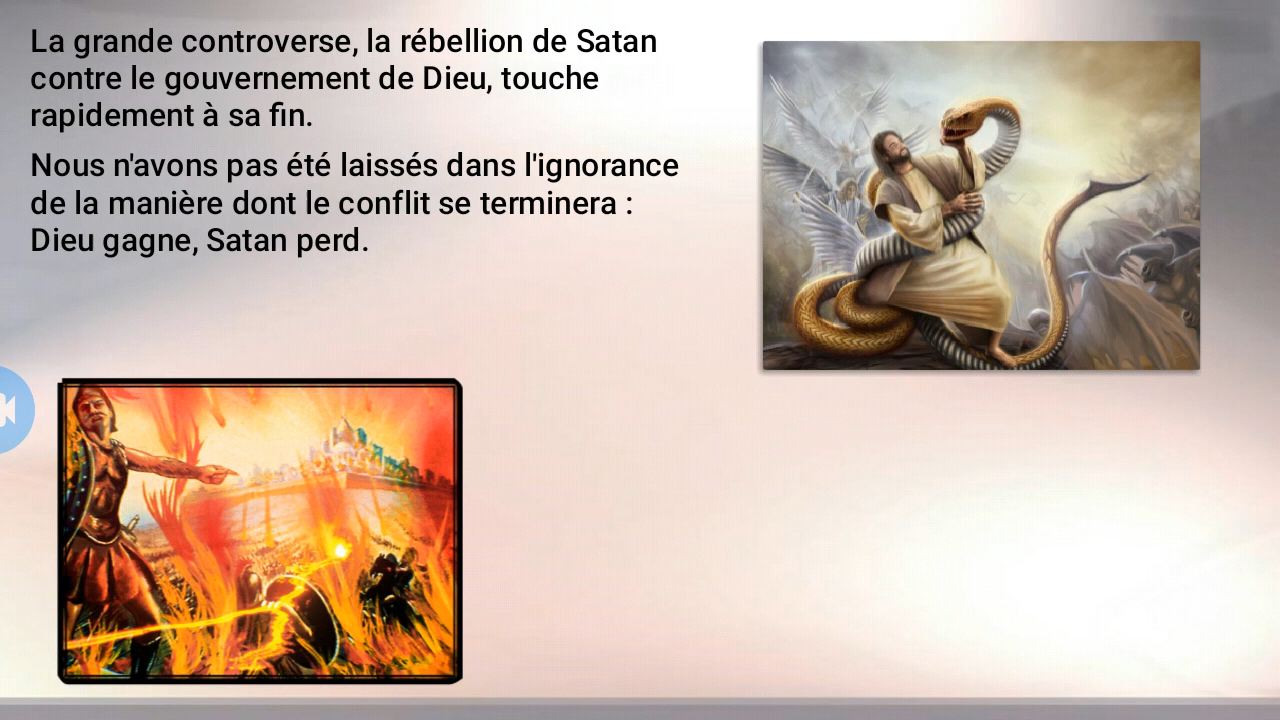 La grande controverse, la rébellion de Satan
contre le gouvernement de Dieu, touche
rapidement à sa fin.
Nous n'avons pas été laissés dans l'ignorance
de la manière dont le conflit se terminera :
Dieu gagne, Satan perd.